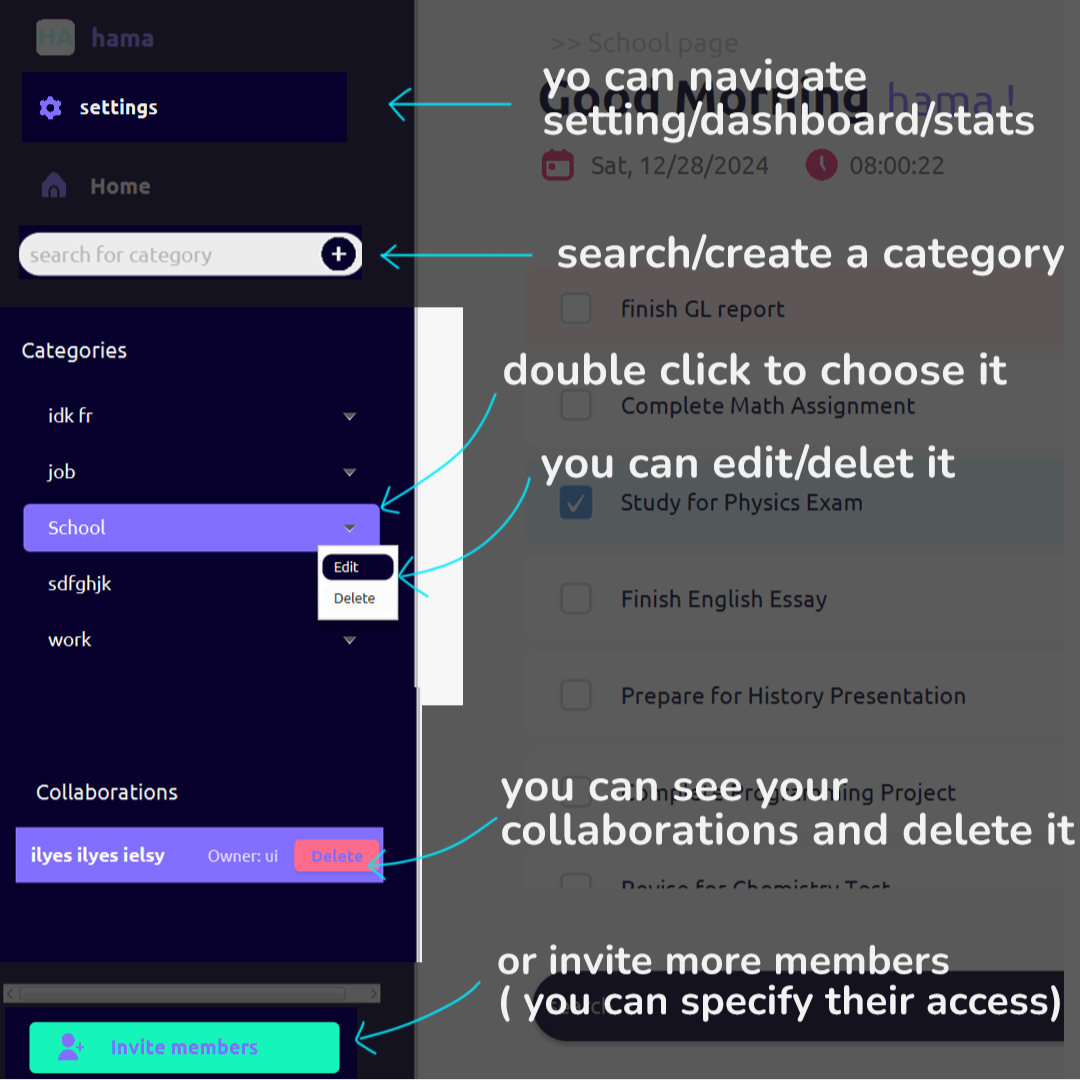 HA hama
settings
Home
search for category
+
Categories
idk fr
job
School
Edit
Delete
sdfghjk
work
Collaborations
ilyes ilyes ielsy Owner: ui Delete
Invite members
>> School page
Good Morning hama !
yo can navigate
setting/dashboard/stats
Sat, 12/28/2024 08:00:22
search/create a category
finish GL report
double click to choose it
Complete Math Assignment
you can edit/delet it
Study for Physics Exam
Finish English Essay
Prepare for History Presentation
you can see your
Complete Programming Project
collaborations and delete it
Revise for Chemistry Test
or invite more members
( you can specify their access)